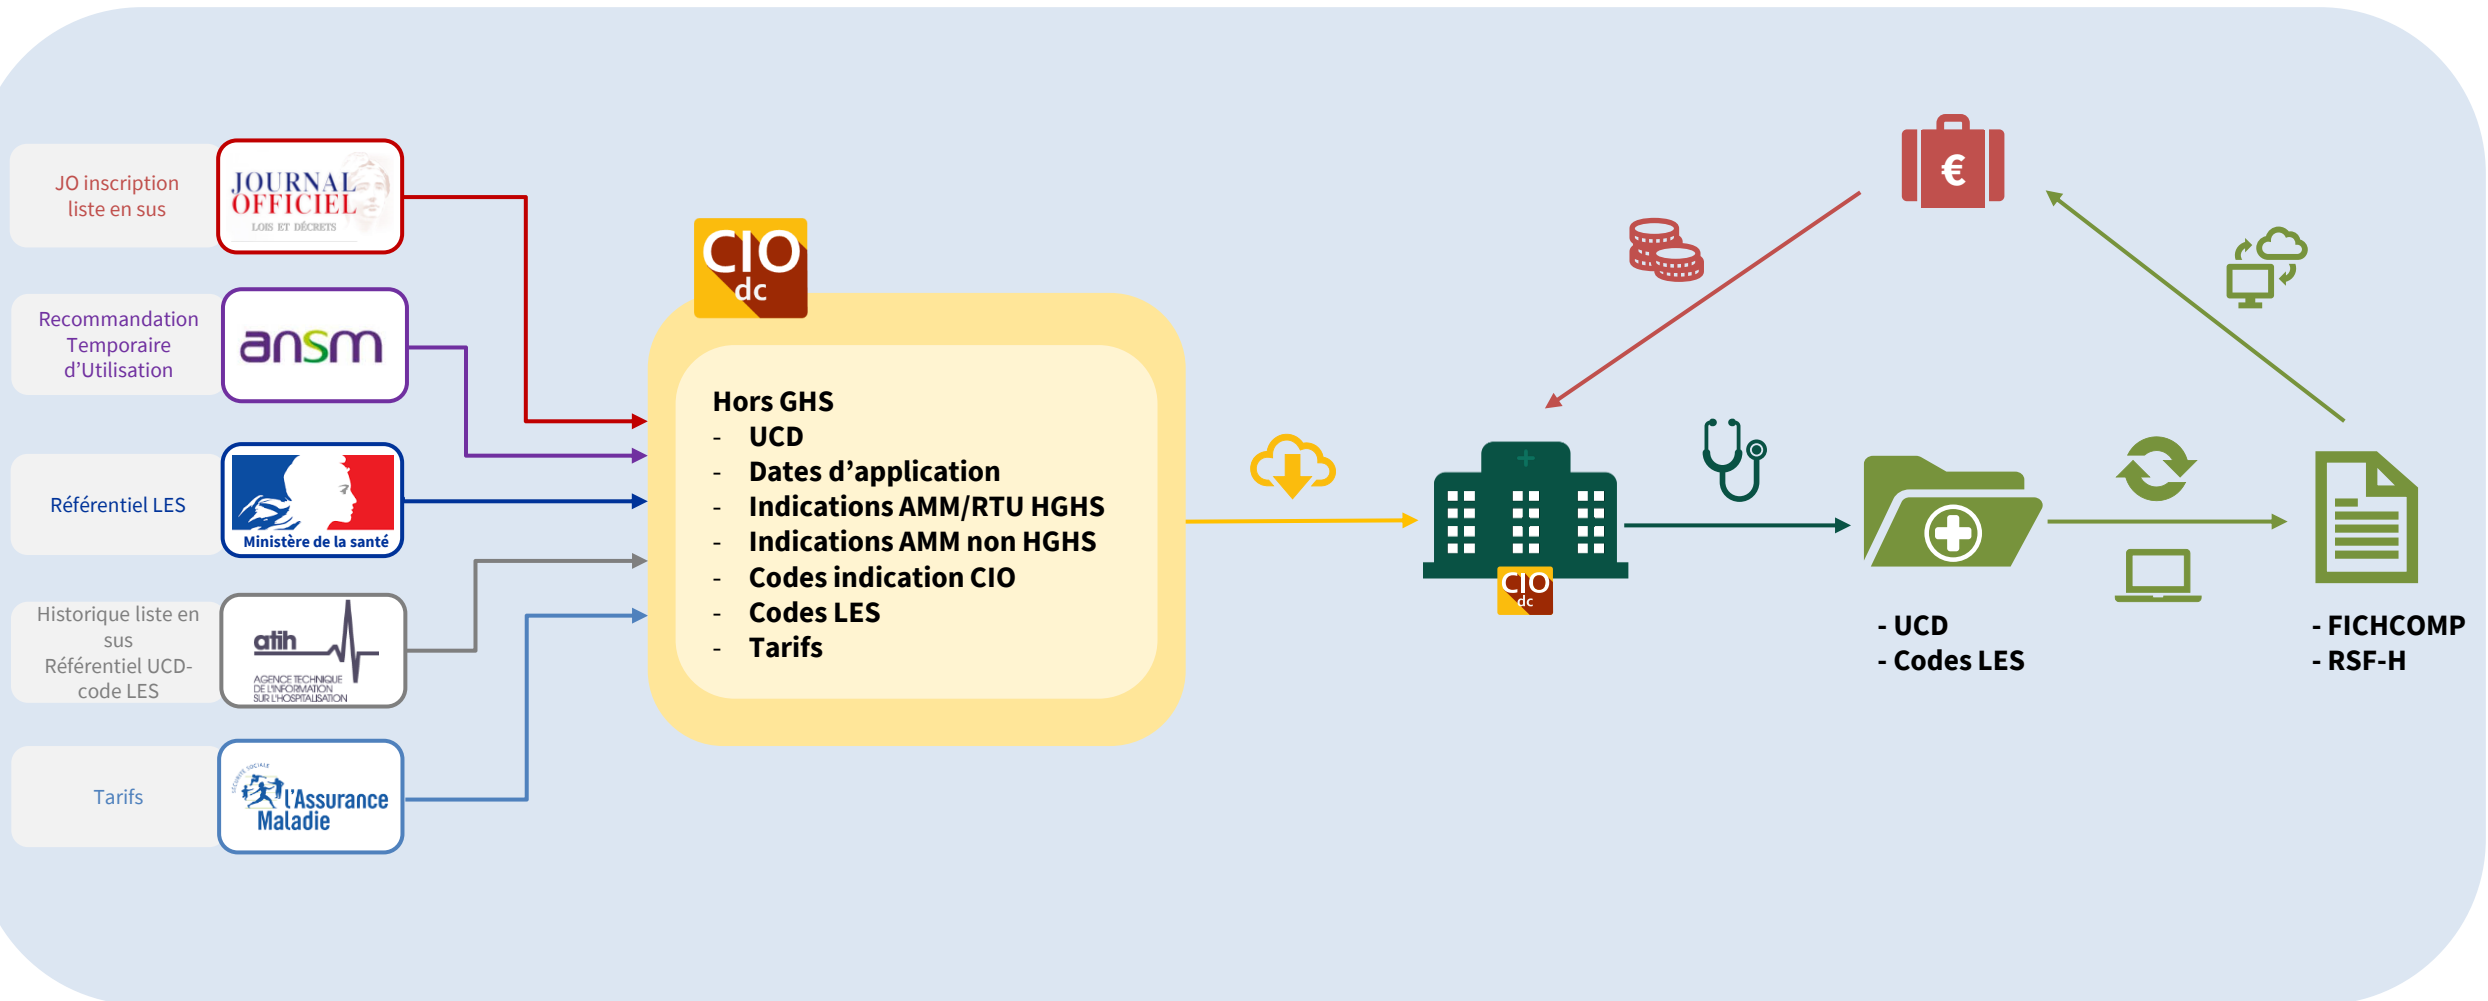 JO inscription
liste en sus
JOURNAL
OFFICIEL
LOIS ET DÉCRETS
Recommandation
Temporaire
d’Utilisation
ansm
Référentiel LES
Ministère de la santé
Historique liste en
sus
Référentiel UCD-
code LES
atih
AGENCE TECHNIQUE
DE L'INFORMATION
SUR L'HOSPITALISATION
Tarifs
SÉCURITÉ SOCIALE
l'Assurance
Maladie
CIO
dc
Hors GHS
- UCD
- Dates d’application
- Indications AMM/RTU HGHS
- Indications AMM non HGHS
- Codes indication CIO
- Codes LES
- Tarifs
€
CIO
dc
- UCD
- Codes LES
- FICHCOMP
- RSF-H